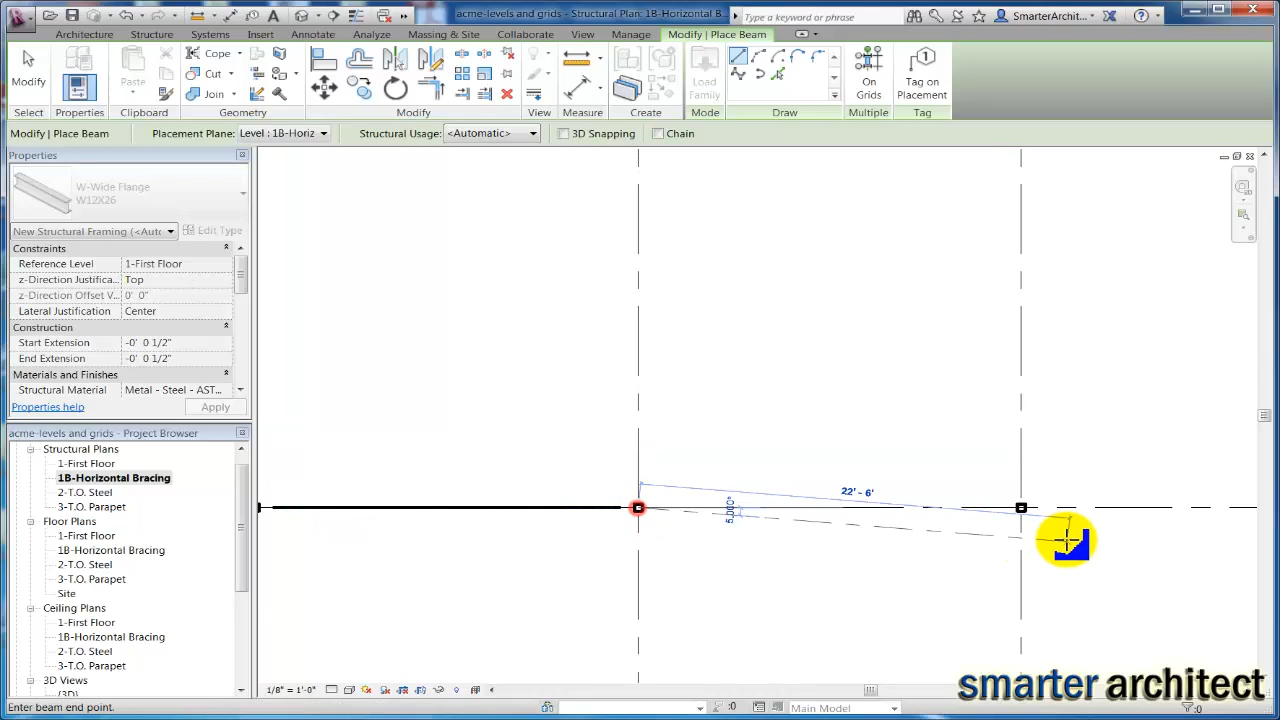 acme-levels and grids - Structural Plan: 1B-Horizontal B...
Type a keyword or phrase
SmarterArchit...
Architecture Structure Systems Insert Annotate Analyze Massing & Site Collaborate View Manage Modify | Place Beam
Modify
Paste
Cope
Cut
Join
Load Family
On Grids
Tag on Placement
Select Properties Clipboard Geometry Modify View Measure Create Mode Draw Multiple Tag
Modify | Place Beam Placement Plane: Level : 1B-Horiz Structural Usage: <Automatic> 3D Snapping Chain
Properties
W-Wide Flange
W12X26
New Structural Framing (<Auto Edit Type
Constraints
Reference Level 1-First Floor
z-Direction Justifica... Top
z-Direction Offset V... 0' 0"
Lateral Justification Center
Construction
Start Extension -0' 0 1/2"
End Extension -0' 0 1/2"
Materials and Finishes
Structural Material Metal - Steel - AST...
Properties help Apply
acme-levels and grids - Project Browser
Structural Plans
1-First Floor
1B-Horizontal Bracing
2-T.O. Steel
3-T.O. Parapet
Floor Plans
1-First Floor
1B-Horizontal Bracing
2-T.O. Steel
3-T.O. Parapet
Site
Ceiling Plans
1-First Floor
1B-Horizontal Bracing
2-T.O. Steel
3-T.O. Parapet
3D Views
{3D}
22' - 6"
5.000°
1/8" = 1'-0"
smarter architect
Enter beam end point.
:0
Main Model
:0